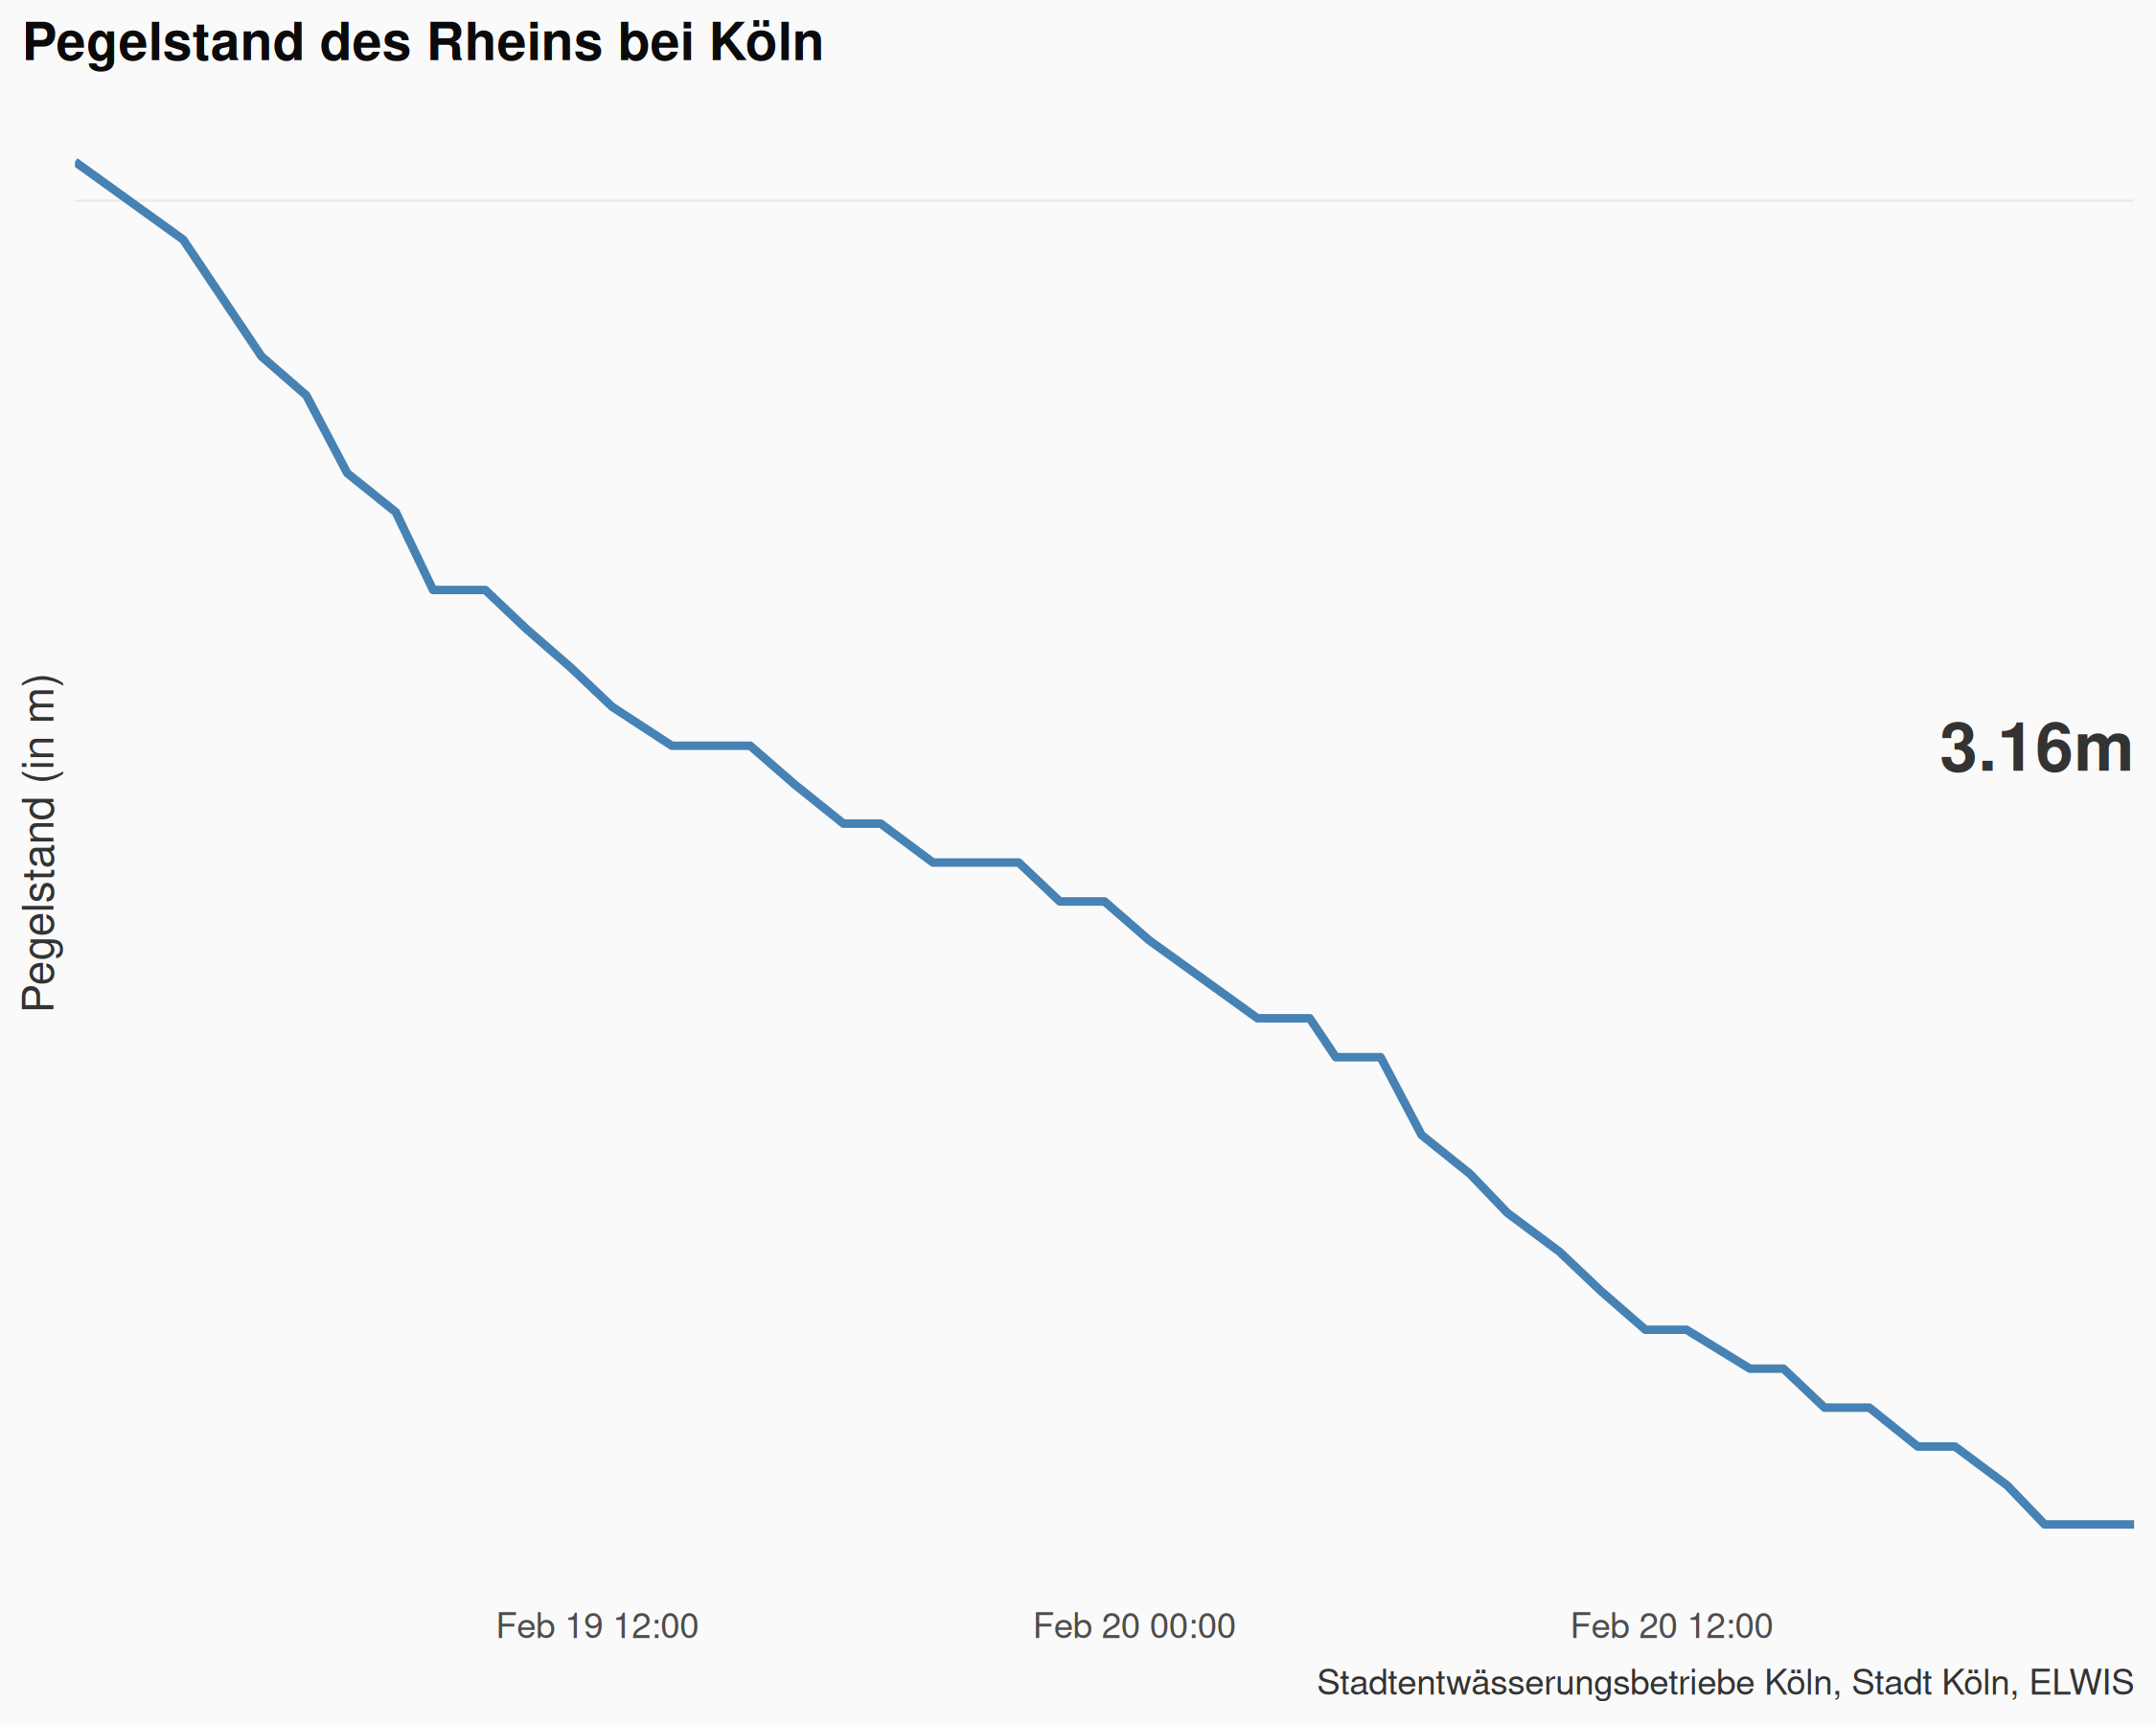 Pegelstand des Rheins bei Köln
Pegelstand (in m)
3.16m
Feb 19 12:00
Feb 20 00:00
Feb 20 12:00
Stadtentwässerungsbetriebe Köln, Stadt Köln, ELWIS